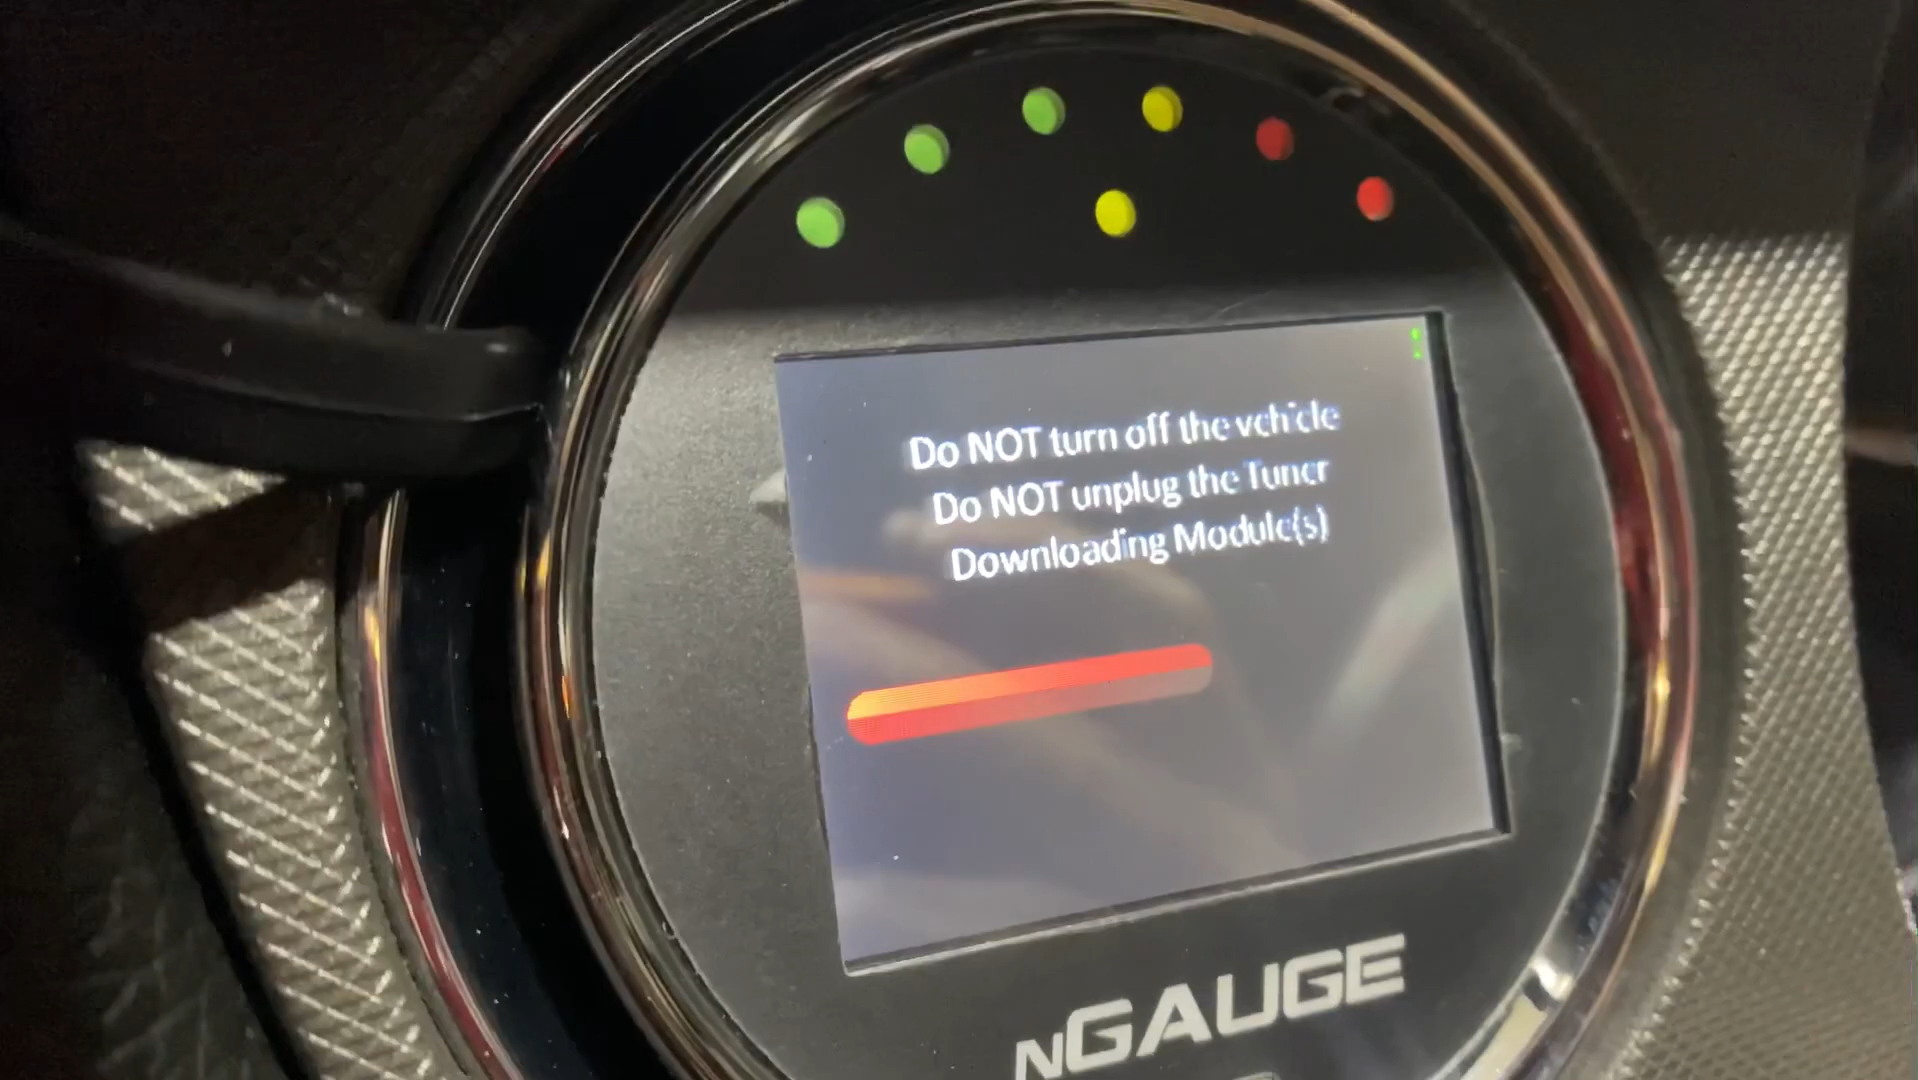 Do NOT turn off the vehicle
Do NOT unplug the Tuner
Downloading Module(s)
nGAUGE